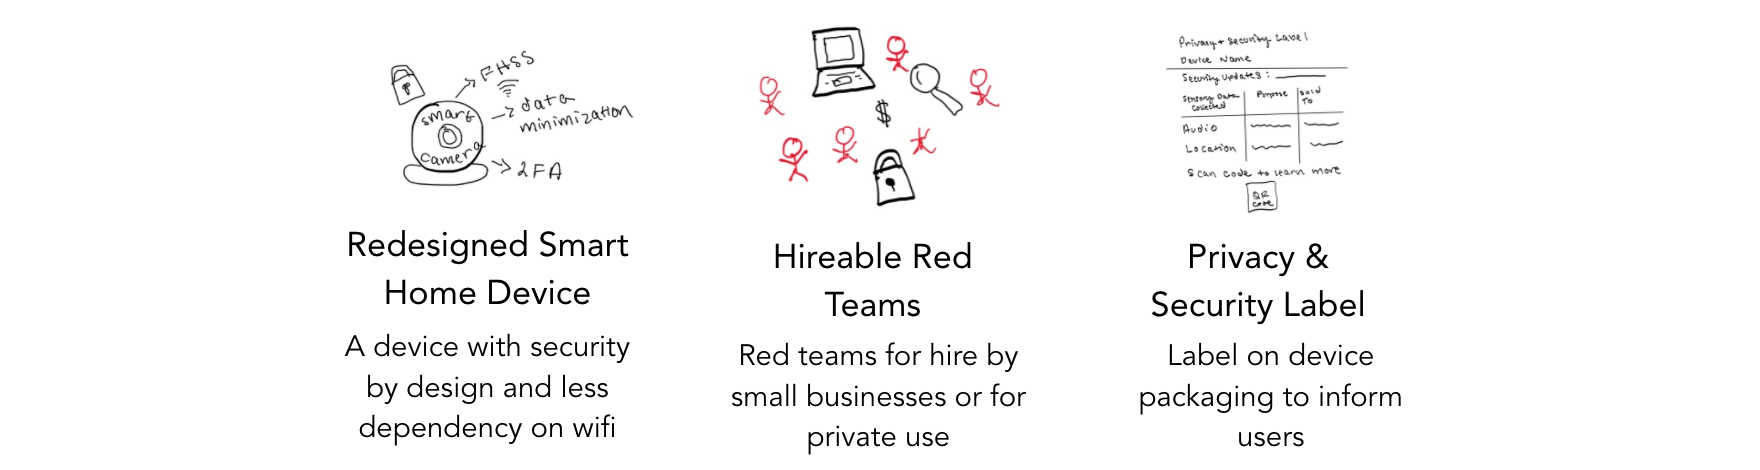 FHSS
smart
camera
data
minimization
2FA
Redesigned Smart
Home Device
A device with security
by design and less
dependency on wifi
$
Hireable Red
Teams
Red teams for hire by
small businesses or for
private use
Privacy + Security Label
Device Name
Security Updates :
Sensory Data Purpose Sold
Collected To
Audio
Location
Scan code to learn more
QR
code
Privacy &
Security Label
Label on device
packaging to inform
users